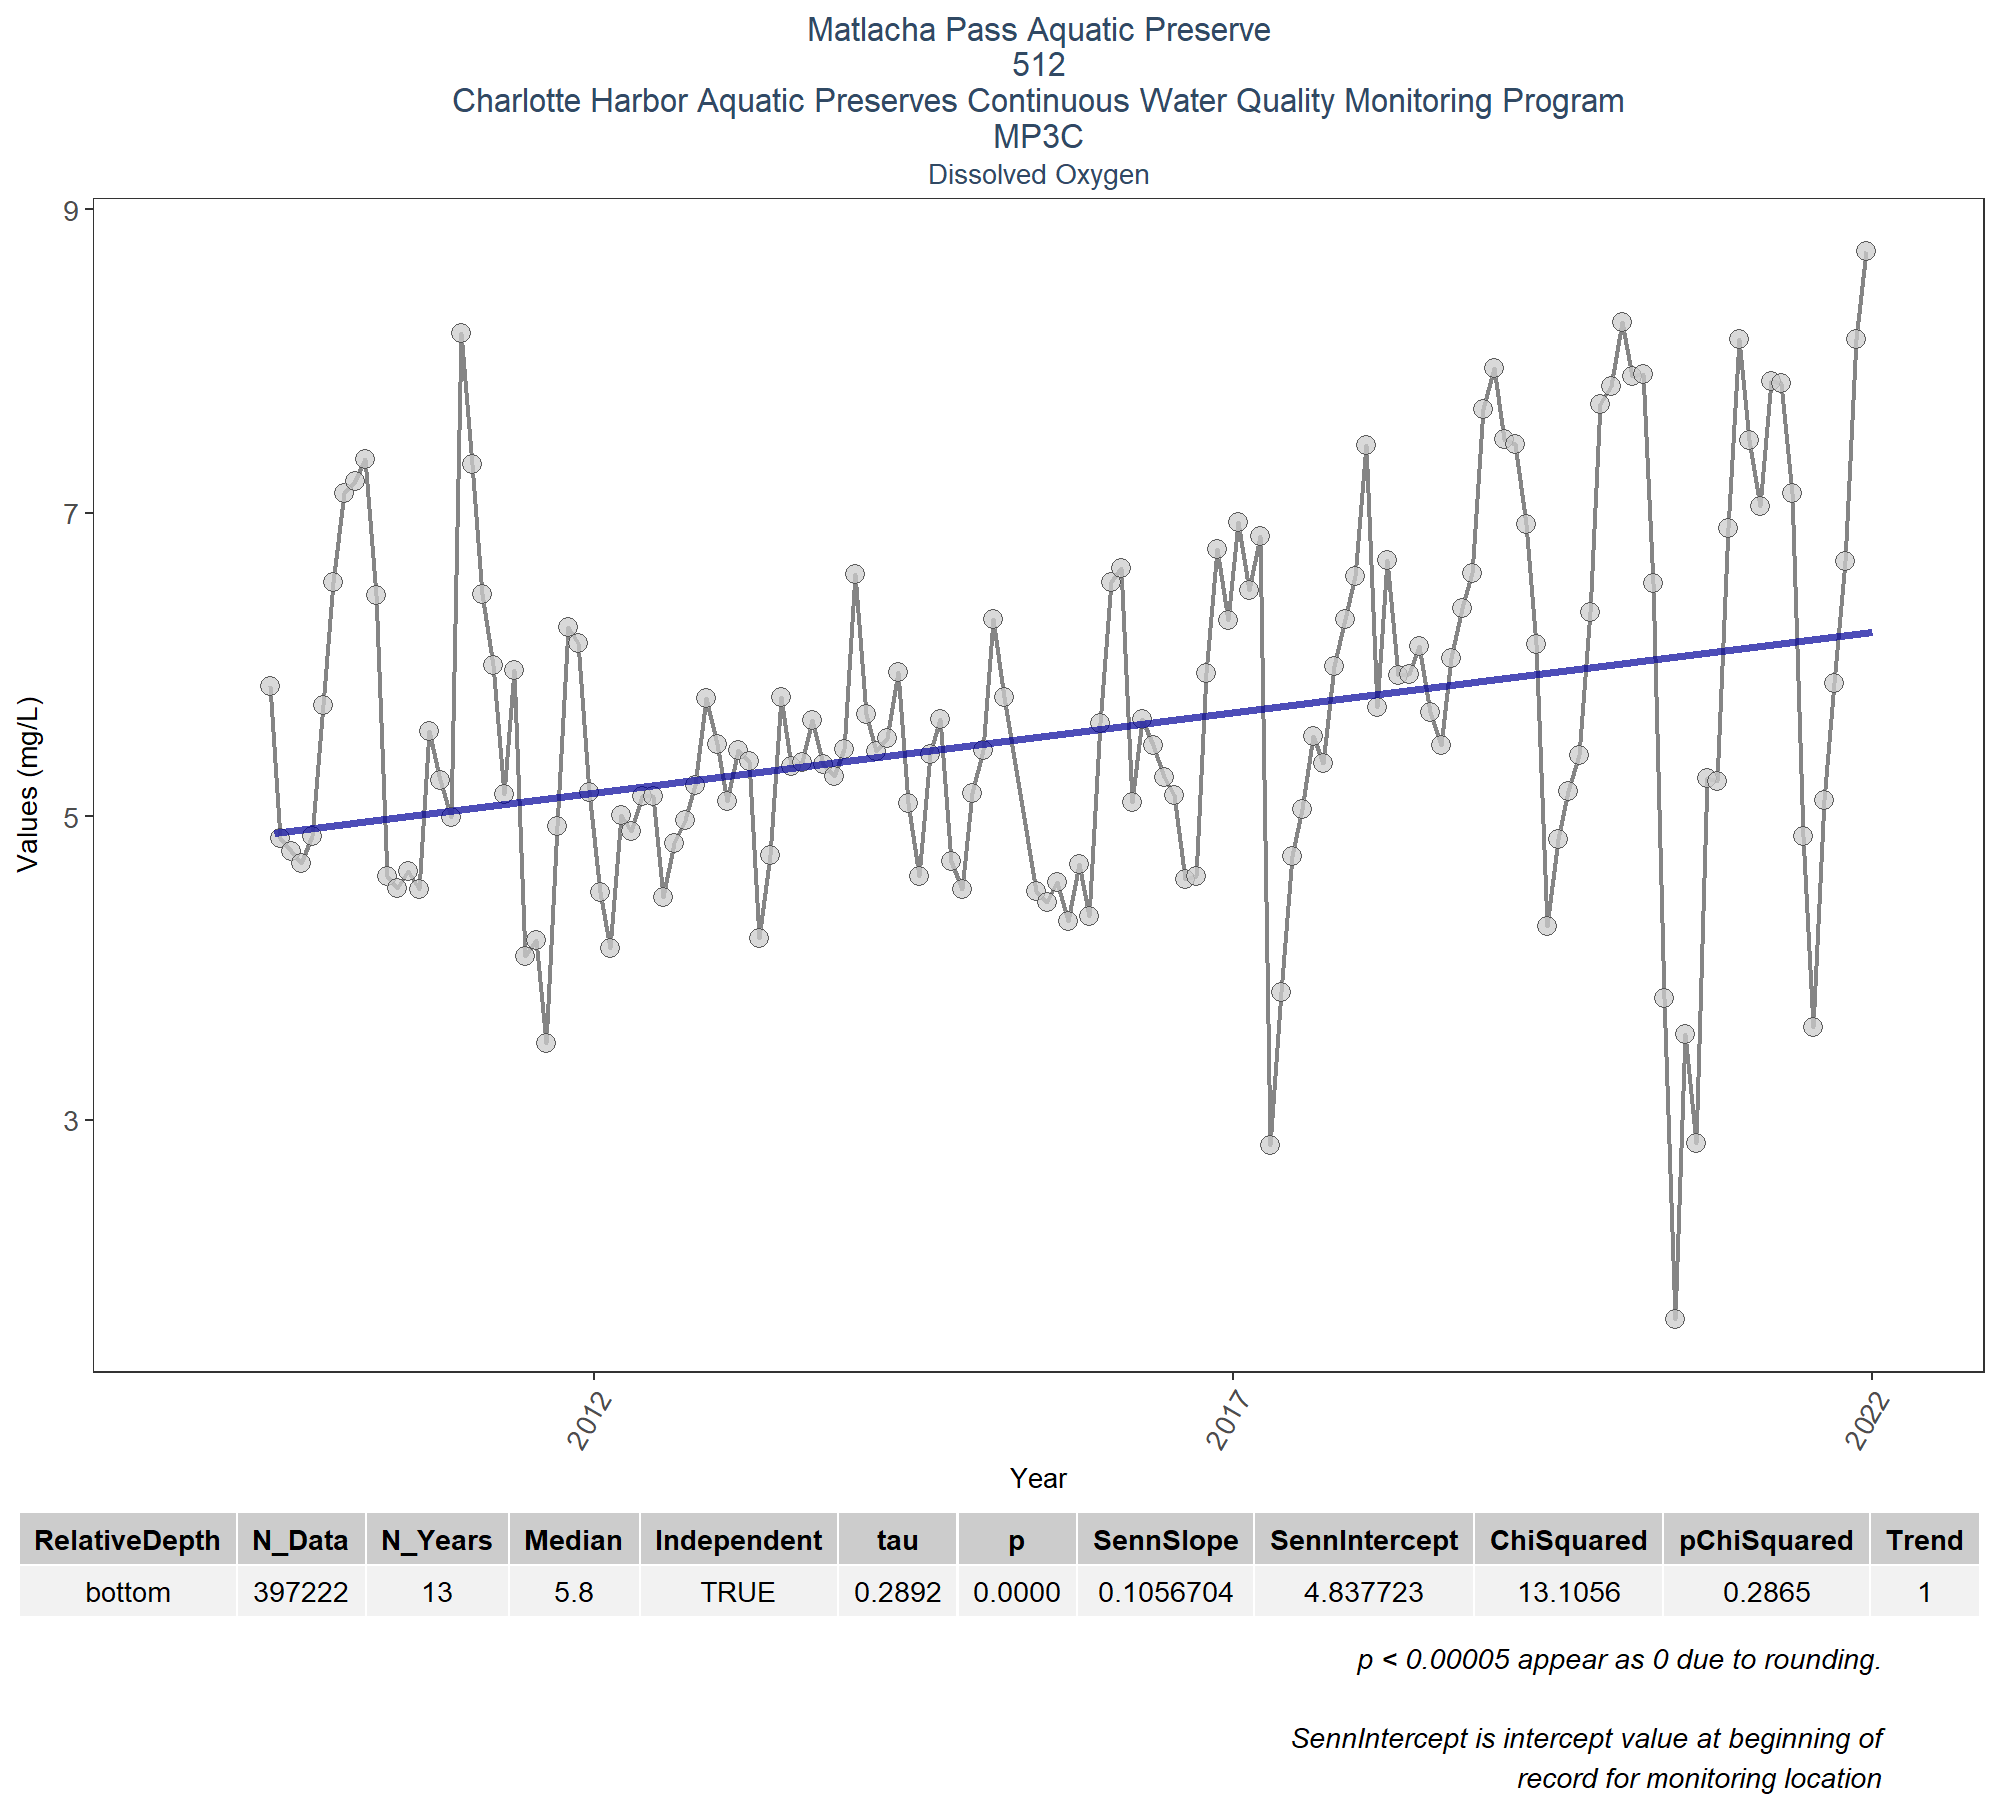 Matlacha Pass Aquatic Preserve
512
Charlotte Harbor Aquatic Preserves Continuous Water Quality Monitoring Program
MP3C
Dissolved Oxygen
9
7
5
3
Values (mg/L)
2012 2017 2022
Year
RelativeDepth N_Data N_Years Median Independent tau p SennSlope SennIntercept ChiSquared pChiSquared Trend
bottom 397222 13 5.8 TRUE 0.2892 0.0000 0.1056704 4.837723 13.1056 0.2865 1
p < 0.00005 appear as 0 due to rounding.
SennIntercept is intercept value at beginning of
record for monitoring location